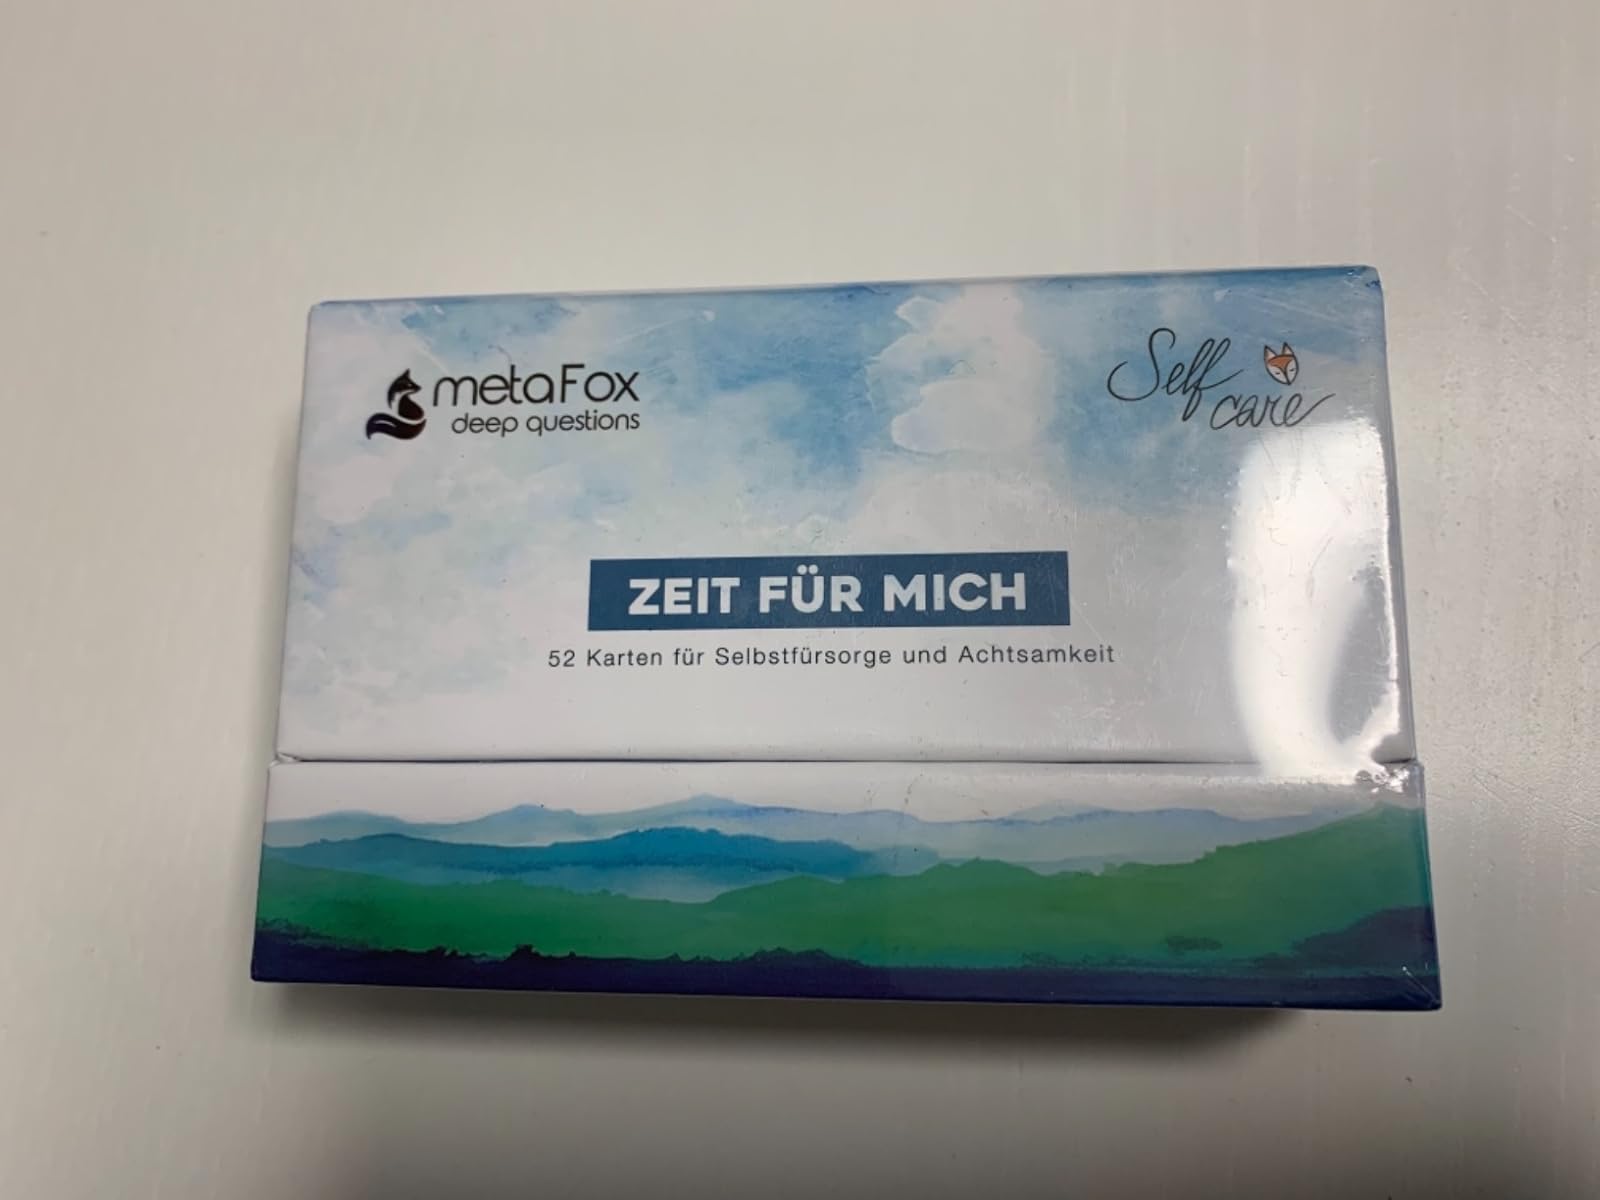 metaFox
deep questions
Self
care
ZEIT FÜR MICH
52 Karten für Selbstfürsorge und Achtsamkeit